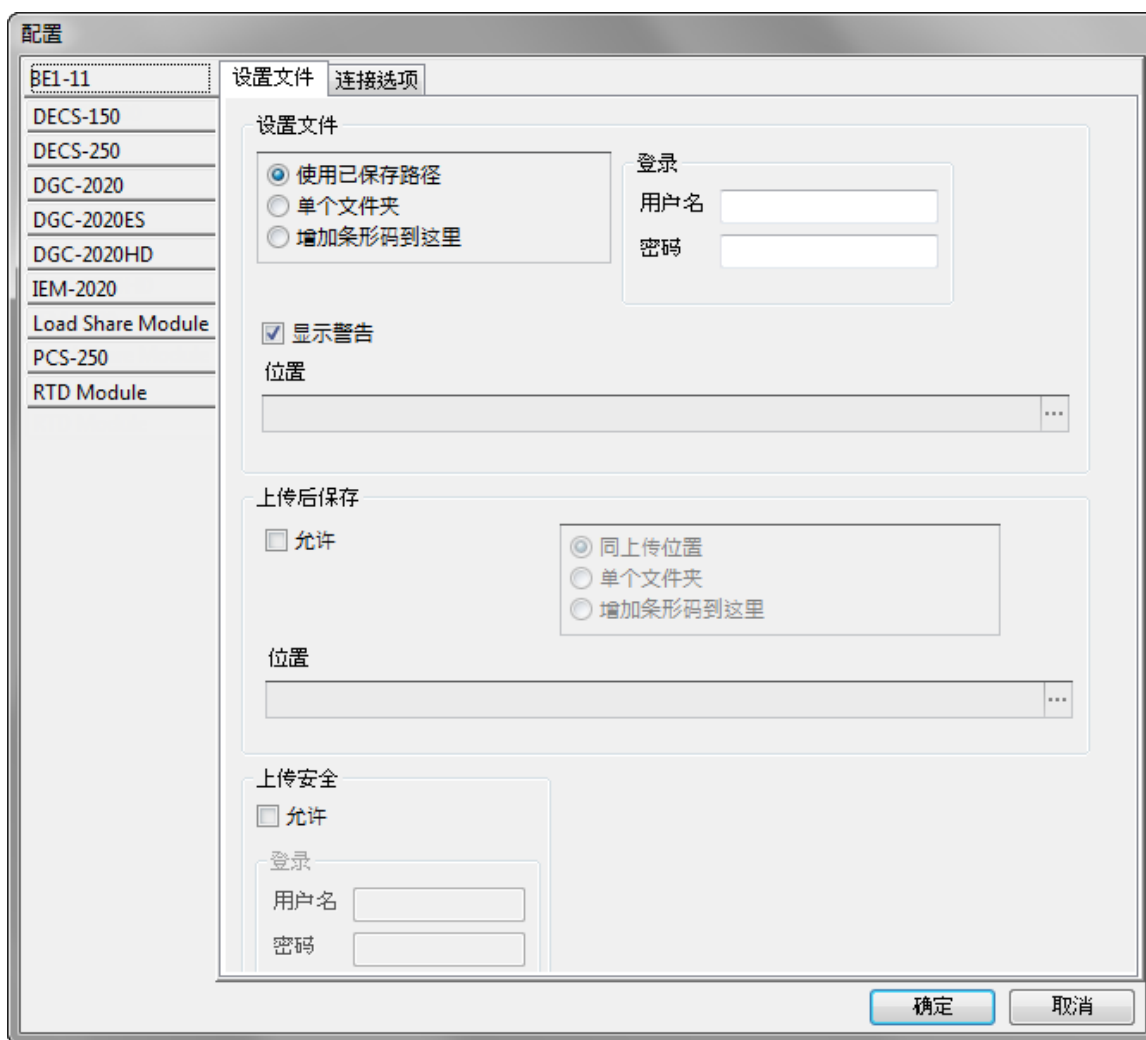 配置
BE1-11
DECS-150
DECS-250
DGC-2020
DGC-2020ES
DGC-2020HD
IEM-2020
Load Share Module
PCS-250
RTD Module
设置文件
连接选项
设置文件
使用已保存路径
单个文件夹
增加条形码到这里
登录
用户名
密码
显示警告
位置
...
上传后保存
允许
同上传位置
单个文件夹
增加条形码到这里
位置
...
上传安全
允许
登录
用户名
密码
确定
取消